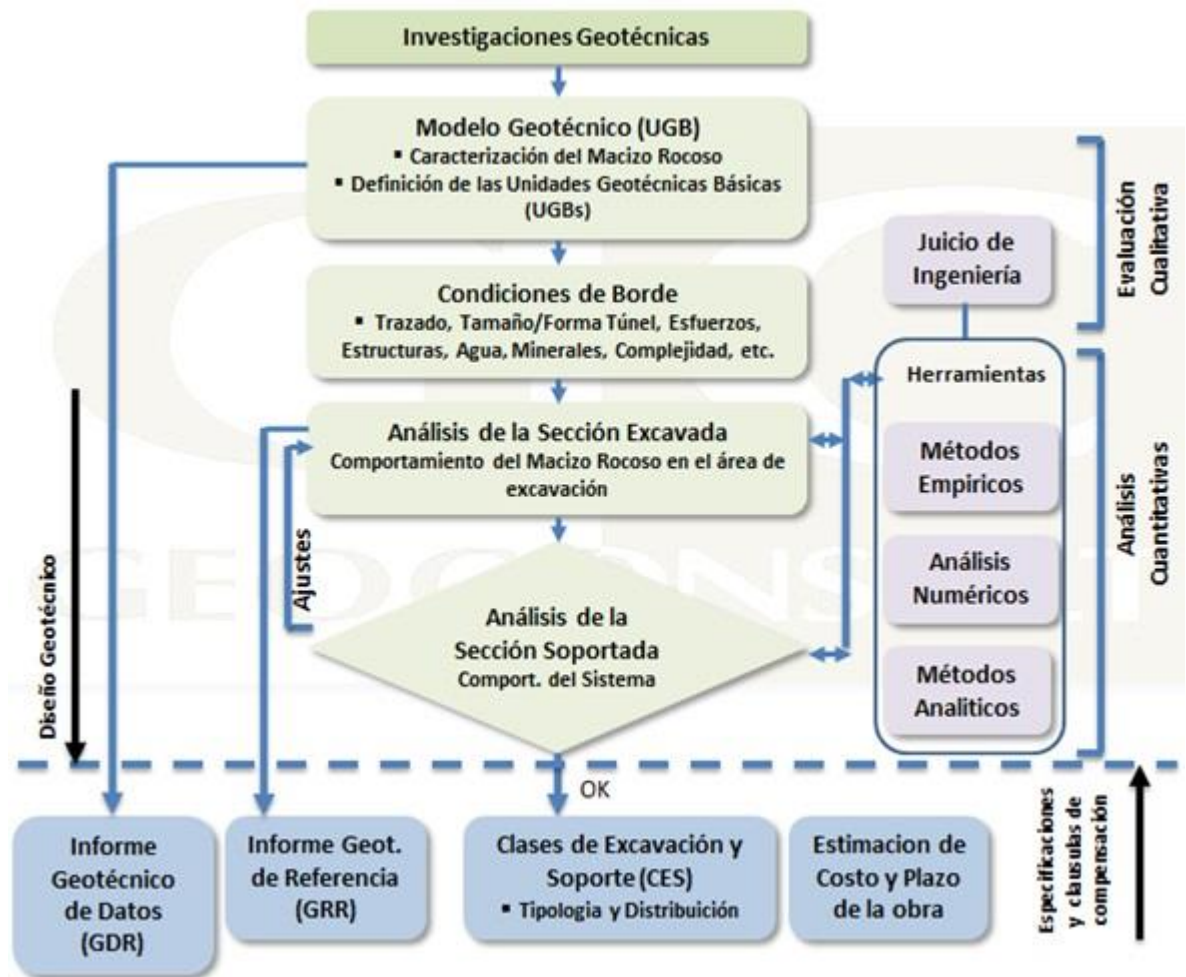 Investigaciones Geotécnicas
Modelo Geotécnico (UGB)
▪ Caracterización del Macizo Rocoso
▪ Definición de las Unidades Geotécnicas Básicas
(UGBs)
Condiciones de Borde
▪ Trazado, Tamaño/Forma Túnel, Esfuerzos,
Estructuras, Agua, Minerales, Complejidad, etc.
Análisis de la Sección Excavada
Comportamiento del Macizo Rocoso en el área de
excavación
Ajustes
Análisis de la
Sección Soportada
Comport. del Sistema
Diseño Geotécnico
Juicio de
Ingeniería
Herramientas
Métodos
Empiricos
Análisis
Numéricos
Métodos
Analiticos
Evaluación
Cualitativa
Análisis
Cuantitativas
OK
Informe
Geotécnico
de Datos
(GDR)
Informe Geot.
de Referencia
(GRR)
Clases de Excavación y
Soporte (CES)
▪ Tipologia y Distribuición
Estimacion de
Costo y Plazo
de la obra
Especificaciones
y clausulas de
compensación
GEOCONSULT